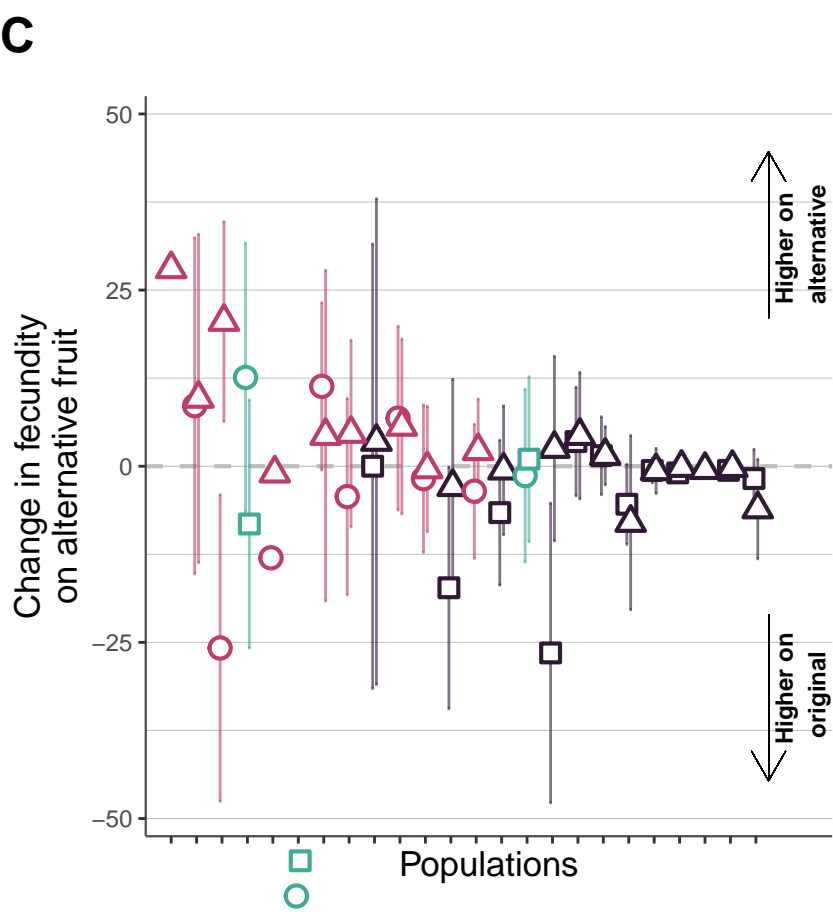 C
50
25
0
−25
−50
Change in fecundity
on alternative fruit
Higher on
alternative
Higher on
original
Populations